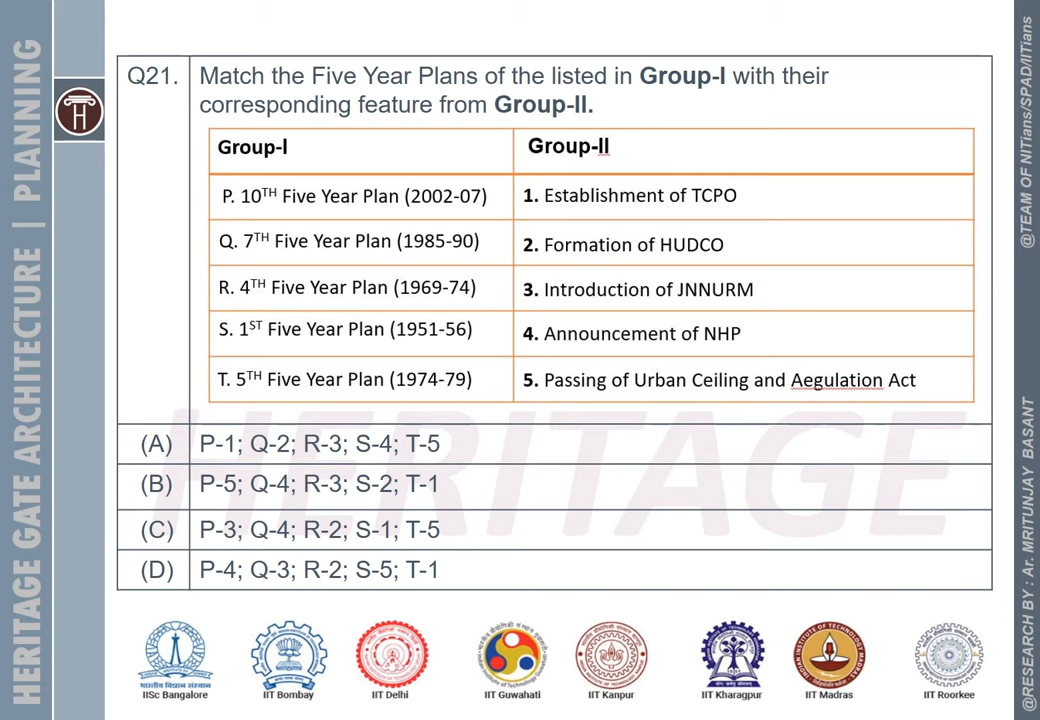 HERITAGE GATE ARCHITECTURE | PLANNING
H
Q21. Match the Five Year Plans of the listed in Group-I with their
corresponding feature from Group-II.
Group-I Group-II
P. 10TH Five Year Plan (2002-07) 1. Establishment of TCPO
Q. 7TH Five Year Plan (1985-90) 2. Formation of HUDCO
R. 4TH Five Year Plan (1969-74) 3. Introduction of JNNURM
S. 1ST Five Year Plan (1951-56) 4. Announcement of NHP
T. 5TH Five Year Plan (1974-79) 5. Passing of Urban Ceiling and Aegulation Act
HERITAGE
(A) P-1; Q-2; R-3; S-4; T-5
(B) P-5; Q-4; R-3; S-2; T-1
(C) P-3; Q-4; R-2; S-1; T-5
(D) P-4; Q-3; R-2; S-5; T-1
IISc Bangalore IIT Bombay IIT Delhi IIT Guwahati IIT Kanpur IIT Kharagpur IIT Madras IIT Roorkee
@TEAM OF NITians/SPAD/IITians
@RESEARCH BY : Ar. MRITUNJAY BASANT